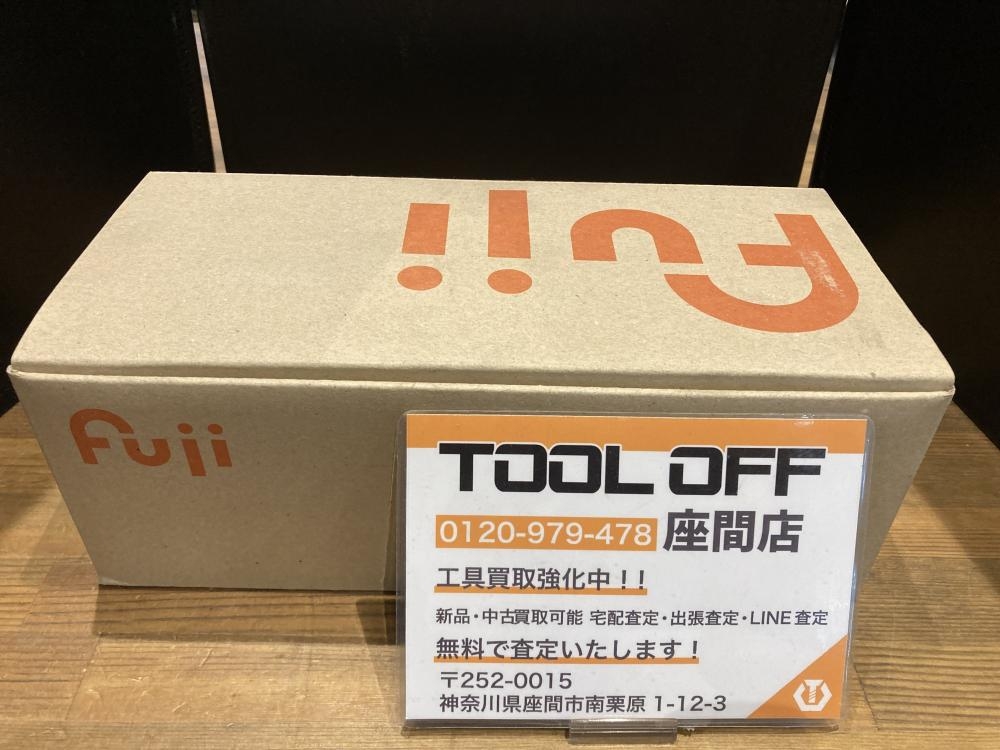 Fuji
Fuji
TOOL OFF
0120-979-478 座間店
工具買取強化中!!
新品・中古買取可能 宅配査定・出張査定・LINE査定
無料で査定いたします!
〒252-0015
神奈川県座間市南栗原 1-12-3